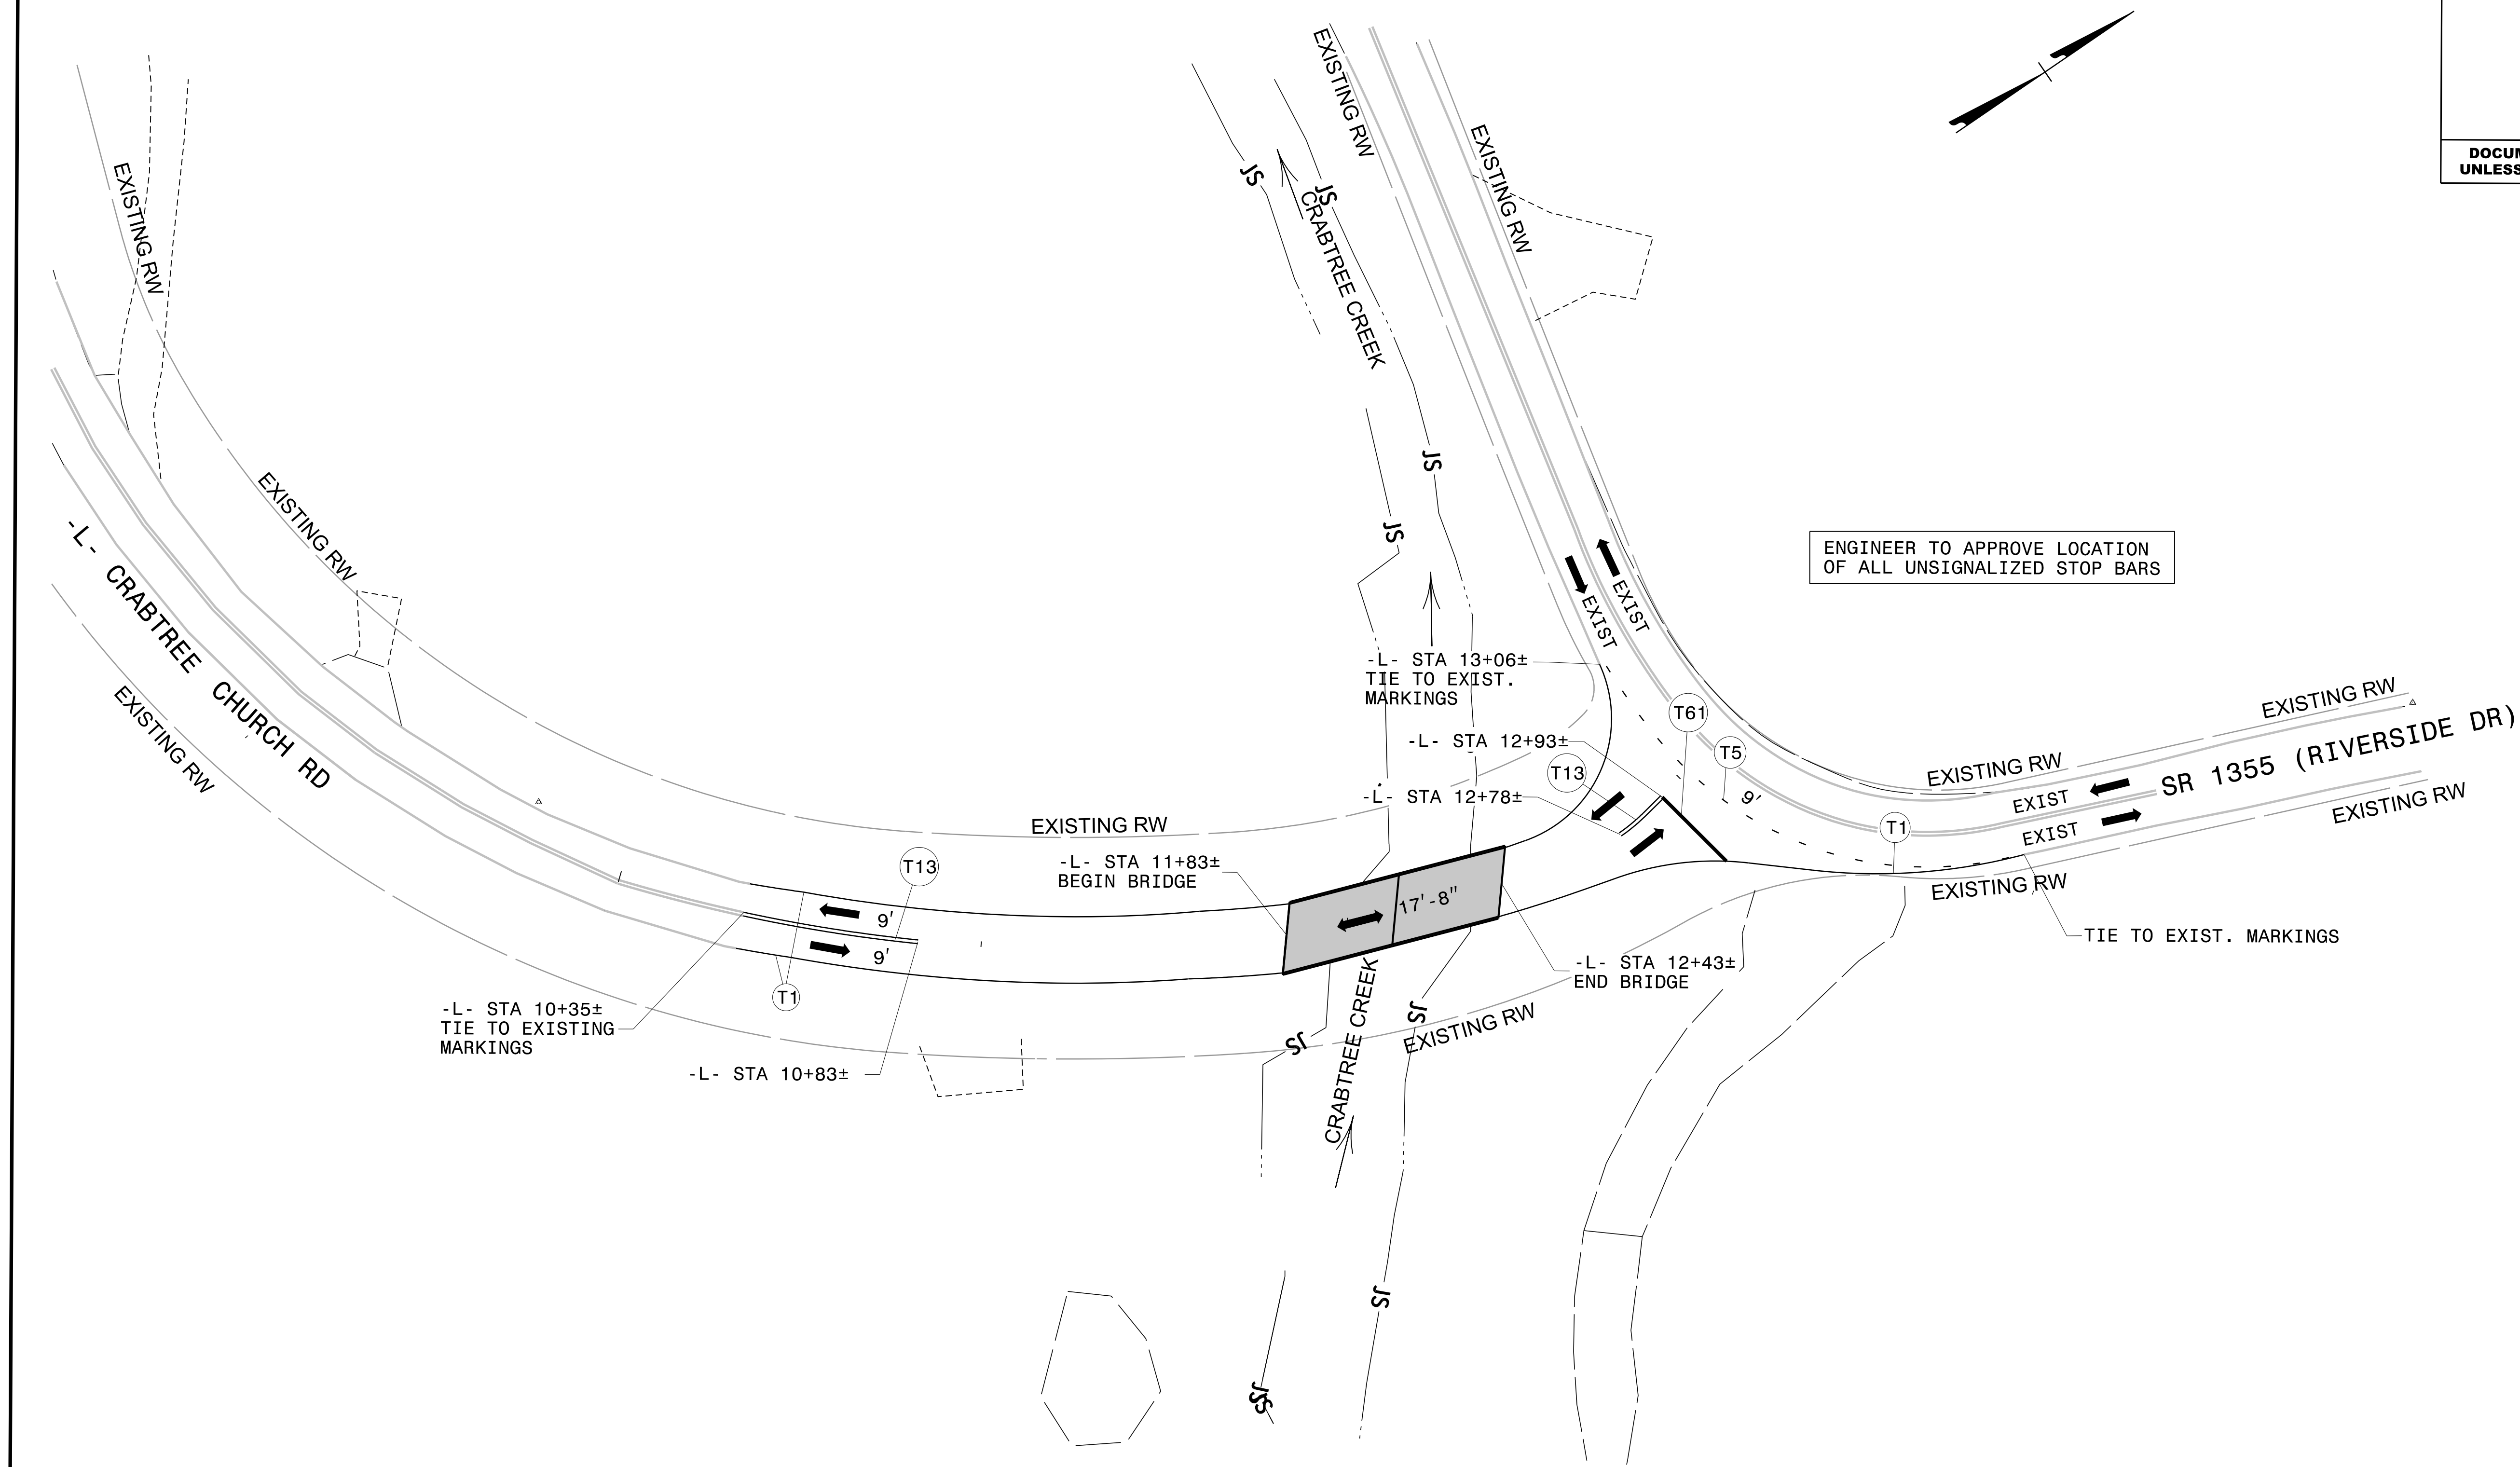 DOCUM
UNLESS
EXISTING RW
EXISTING RW
EXISTING RW
JS
JS
CRABTREE CREEK
EXISTING RW
JS
JS
-L- CRABTREE CHURCH RD
EXISTING RW
ENGINEER TO APPROVE LOCATION
OF ALL UNSIGNALIZED STOP BARS
EXIST
EXIST
-L- STA 13+06±
TIE TO EXIST.
MARKINGS
T61
-L- STA 12+93±
T5
T13
-L- STA 12+78±
9'
EXISTING RW
EXISTING RW
SR 1355 (RIVERSIDE DR)
EXIST
EXIST
EXISTING RW
T1
EXISTING RW
TIE TO EXIST. MARKINGS
EXISTING RW
-L- STA 11+83±
BEGIN BRIDGE
T13
9'
9'
T1
17'-8"
-L- STA 12+43±
END BRIDGE
-L- STA 10+35±
TIE TO EXISTING
MARKINGS
-L- STA 10+83±
JS
JS
EXISTING RW
CRABTREE CREEK
JS
JS